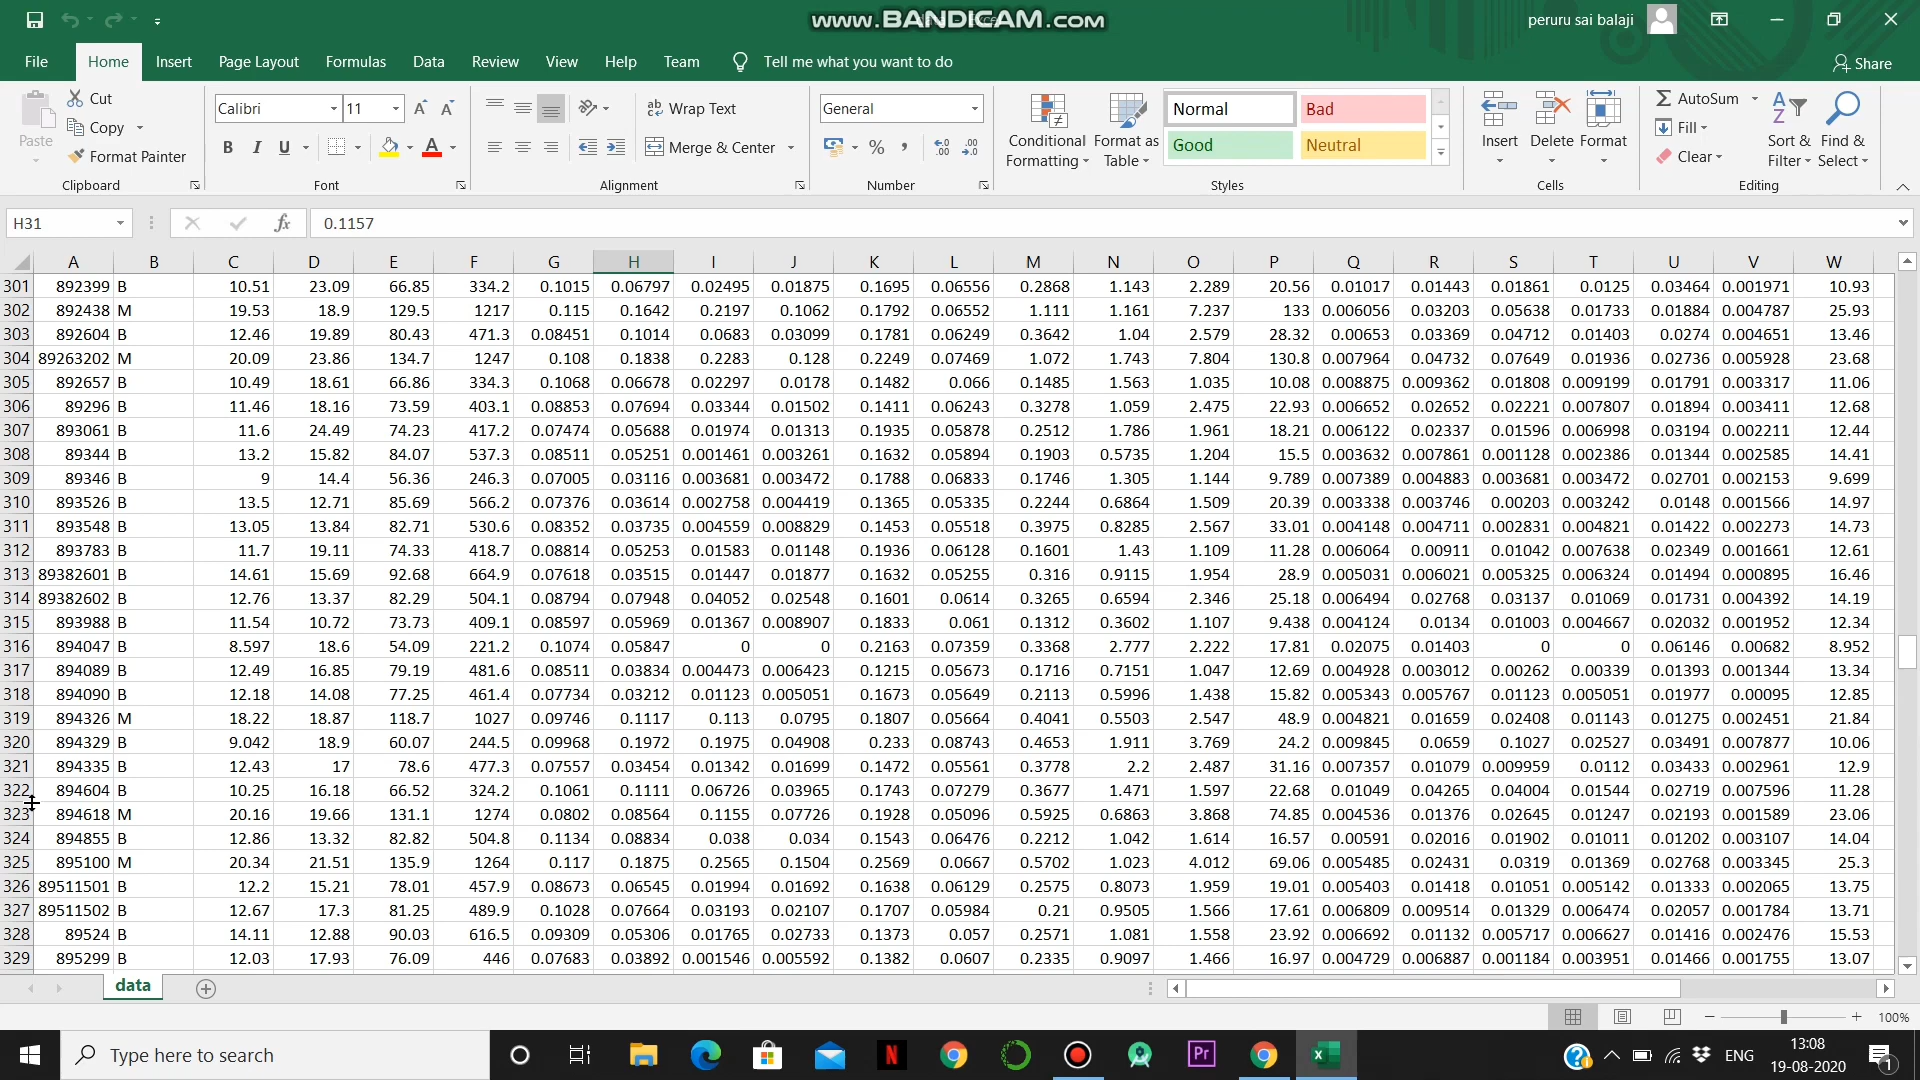 www.BANDICAM.com
peruru sai balaji
File Home Insert Page Layout Formulas Data Review View Help Team Tell me what you want to do Share
Paste Cut Copy Format Painter Clipboard
Calibri 11 B I U A Font
Wrap Text Merge & Center Alignment
General % , Number
Conditional Formatting Format as Table Normal Bad Good Neutral Styles
Insert Delete Format Cells
AutoSum Fill Clear Sort & Filter Find & Select Editing
H31 fx 0.1157
A B C D E F G H I J K L M N O P Q R S T U V W
301 892399 B 10.51 23.09 66.85 334.2 0.1015 0.06797 0.02495 0.01875 0.1695 0.06556 0.2868 1.143 2.289 20.56 0.01017 0.01443 0.01861 0.0125 0.03464 0.001971 10.93
302 892438 M 19.53 18.9 129.5 1217 0.115 0.1642 0.2197 0.1062 0.1792 0.06552 1.111 1.161 7.237 133 0.006056 0.03203 0.05638 0.01733 0.01884 0.004787 25.93
303 892604 B 12.46 19.89 80.43 471.3 0.08451 0.1014 0.0683 0.03099 0.1781 0.06249 0.3642 1.04 2.579 28.32 0.00653 0.03369 0.04712 0.01403 0.0274 0.004651 13.46
304 89263202 M 20.09 23.86 134.7 1247 0.108 0.1838 0.2283 0.128 0.2249 0.07469 1.072 1.743 7.804 130.8 0.007964 0.04732 0.07649 0.01936 0.02736 0.005928 23.68
305 892657 B 10.49 18.61 66.86 334.3 0.1068 0.06678 0.02297 0.0178 0.1482 0.066 0.1485 1.563 1.035 10.08 0.008875 0.009362 0.01808 0.009199 0.01791 0.003317 11.06
306 89296 B 11.46 18.16 73.59 403.1 0.08853 0.07694 0.03344 0.01502 0.1411 0.06243 0.3278 1.059 2.475 22.93 0.006652 0.02652 0.02221 0.007807 0.01894 0.003411 12.68
307 893061 B 11.6 24.49 74.23 417.2 0.07474 0.05688 0.01974 0.01313 0.1935 0.05878 0.2512 1.786 1.961 18.21 0.006122 0.02337 0.01596 0.006998 0.03194 0.002211 12.44
308 89344 B 13.2 15.82 84.07 537.3 0.08511 0.05251 0.001461 0.003261 0.1632 0.05894 0.1903 0.5735 1.204 15.5 0.003632 0.007861 0.001128 0.002386 0.01344 0.002585 14.41
309 89346 B 9 14.4 56.36 246.3 0.07005 0.03116 0.003681 0.003472 0.1788 0.06833 0.1746 1.305 1.144 9.789 0.007389 0.004883 0.003681 0.003472 0.02701 0.002153 9.699
310 893526 B 13.5 12.71 85.69 566.2 0.07376 0.03614 0.002758 0.004419 0.1365 0.05335 0.2244 0.6864 1.509 20.39 0.003338 0.003746 0.00203 0.003242 0.0148 0.001566 14.97
311 893548 B 13.05 13.84 82.71 530.6 0.08352 0.03735 0.004559 0.008829 0.1453 0.05518 0.3975 0.8285 2.567 33.01 0.004148 0.004711 0.002831 0.004821 0.01422 0.002273 14.73
312 893783 B 11.7 19.11 74.33 418.7 0.08814 0.05253 0.01583 0.01148 0.1936 0.06128 0.1601 1.43 1.109 11.28 0.006064 0.00911 0.01042 0.007638 0.02349 0.001661 12.61
313 89382601 B 14.61 15.69 92.68 664.9 0.07618 0.03515 0.01447 0.01877 0.1632 0.05255 0.316 0.9115 1.954 28.9 0.005031 0.006021 0.005325 0.006324 0.01494 0.000895 16.46
314 89382602 B 12.76 13.37 82.29 504.1 0.08794 0.07948 0.04052 0.02548 0.1601 0.0614 0.3265 0.6594 2.346 25.18 0.006494 0.02768 0.03137 0.01069 0.01731 0.004392 14.19
315 893988 B 11.54 10.72 73.73 409.1 0.08597 0.05969 0.01367 0.008907 0.1833 0.061 0.1312 0.3602 1.107 9.438 0.004124 0.0134 0.01003 0.004667 0.02032 0.001952 12.34
316 894047 B 8.597 18.6 54.09 221.2 0.1074 0.05847 0 0 0.2163 0.07359 0.3368 2.777 2.222 17.81 0.02075 0.01403 0 0 0.06146 0.00682 8.952
317 894089 B 12.49 16.85 79.19 481.6 0.08511 0.03834 0.004473 0.006423 0.1215 0.05673 0.1716 0.7151 1.047 12.69 0.004928 0.003012 0.00262 0.00339 0.01393 0.001344 13.34
318 894090 B 12.18 14.08 77.25 461.4 0.07734 0.03212 0.01123 0.005051 0.1673 0.05649 0.2113 0.5996 1.438 15.82 0.005343 0.005767 0.01123 0.005051 0.01977 0.00095 12.85
319 894326 M 18.22 18.87 118.7 1027 0.09746 0.1117 0.113 0.0795 0.1807 0.05664 0.4041 0.5503 2.547 48.9 0.004821 0.01659 0.02408 0.01143 0.01275 0.002451 21.84
320 894329 B 9.042 18.9 60.07 244.5 0.09968 0.1972 0.1975 0.04908 0.233 0.08743 0.4653 1.911 3.769 24.2 0.009845 0.0659 0.1027 0.02527 0.03491 0.007877 10.06
321 894335 B 12.43 17 78.6 477.3 0.07557 0.03454 0.01342 0.01699 0.1472 0.05561 0.3778 2.2 2.487 31.16 0.007357 0.01079 0.009959 0.0112 0.03433 0.002961 12.9
322 894604 B 10.25 16.18 66.52 324.2 0.1061 0.1111 0.06726 0.03965 0.1743 0.07279 0.3677 1.471 1.597 22.68 0.01049 0.04265 0.04004 0.01544 0.02719 0.007596 11.28
323 894618 M 20.16 19.66 131.1 1274 0.0802 0.08564 0.1155 0.07726 0.1928 0.05096 0.5925 0.6863 3.868 74.85 0.004536 0.01376 0.02645 0.01247 0.02193 0.001589 23.06
324 894855 B 12.86 13.32 82.82 504.8 0.1134 0.08834 0.038 0.034 0.1543 0.06476 0.2212 1.042 1.614 16.57 0.00591 0.02016 0.01902 0.01011 0.01202 0.003107 14.04
325 895100 M 20.34 21.51 135.9 1264 0.117 0.1875 0.2565 0.1504 0.2569 0.0667 0.5702 1.023 4.012 69.06 0.005485 0.02431 0.0319 0.01369 0.02768 0.003345 25.3
326 89511501 B 12.2 15.21 78.01 457.9 0.08673 0.06545 0.01994 0.01692 0.1638 0.06129 0.2575 0.8073 1.959 19.01 0.005403 0.01418 0.01051 0.005142 0.01333 0.002065 13.75
327 89511502 B 12.67 17.3 81.25 489.9 0.1028 0.07664 0.03193 0.02107 0.1707 0.05984 0.21 0.9505 1.566 17.61 0.006809 0.009514 0.01329 0.006474 0.02057 0.001784 13.71
328 89524 B 14.11 12.88 90.03 616.5 0.09309 0.05306 0.01765 0.02733 0.1373 0.057 0.2571 1.081 1.558 23.92 0.006692 0.01132 0.005717 0.006627 0.01416 0.002476 15.53
329 895299 B 12.03 17.93 76.09 446 0.07683 0.03892 0.001546 0.005592 0.1382 0.0607 0.2335 0.9097 1.466 16.97 0.004729 0.006887 0.001184 0.003951 0.01466 0.001755 13.07
data
100%
Type here to search
ENG 13:08
19-08-2020 1